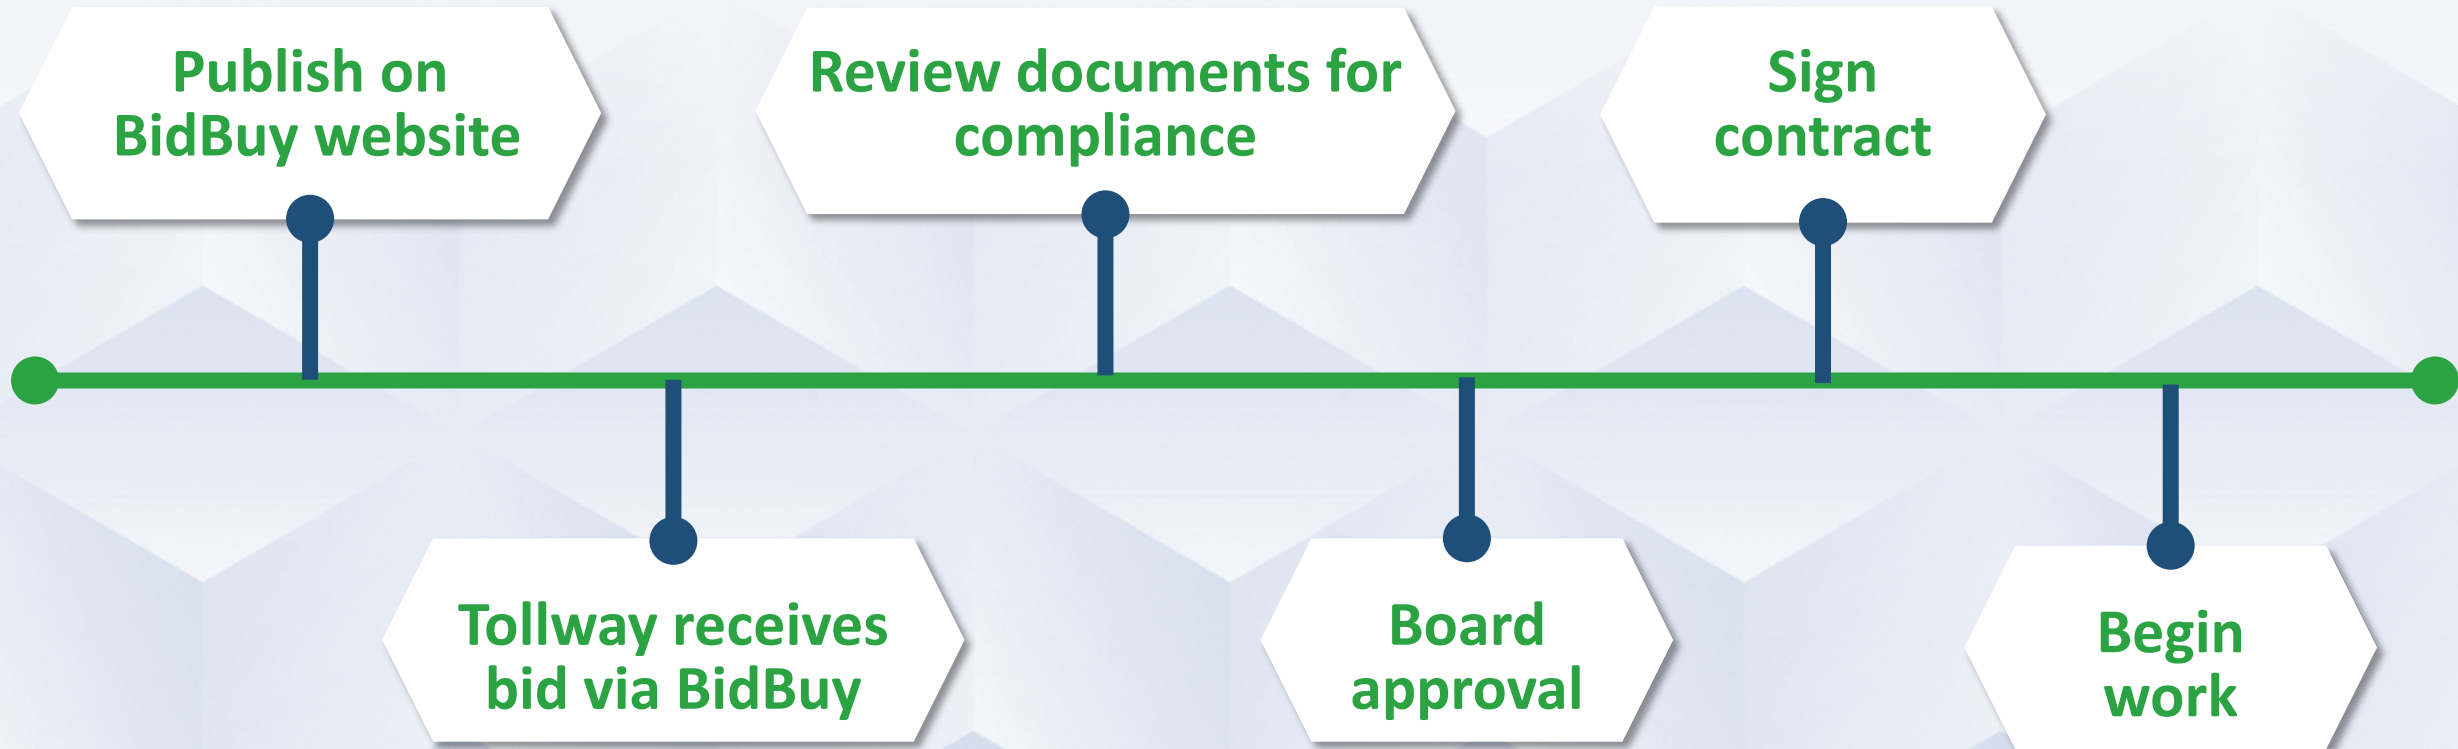 Publish on
BidBuy website
Tollway receives
bid via BidBuy
Review documents for
compliance
Board
approval
Sign
contract
Begin
work